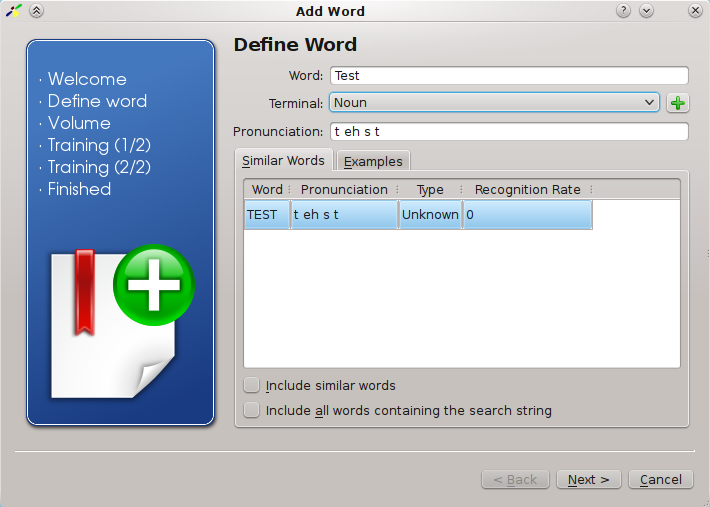 Add Word
· Welcome
· Define word
· Volume
· Training (1/2)
· Training (2/2)
· Finished
Define Word
Word: Test
Terminal: Noun
Pronunciation: t eh s t
Similar Words Examples
Word Pronunciation Type Recognition Rate
TEST t eh s t Unknown 0
Include similar words
Include all words containing the search string
< Back Next > Cancel